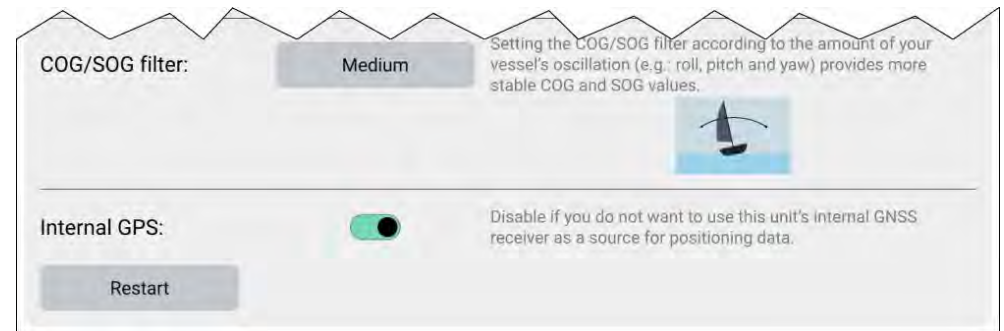 COG/SOG filter:
Medium
Setting the COG/SOG filter according to the amount of your
vessel's oscillation (e.g.: roll, pitch and yaw) provides more
stable COG and SOG values.
Internal GPS:
Disable if you do not want to use this unit's internal GNSS
receiver as a source for positioning data.
Restart